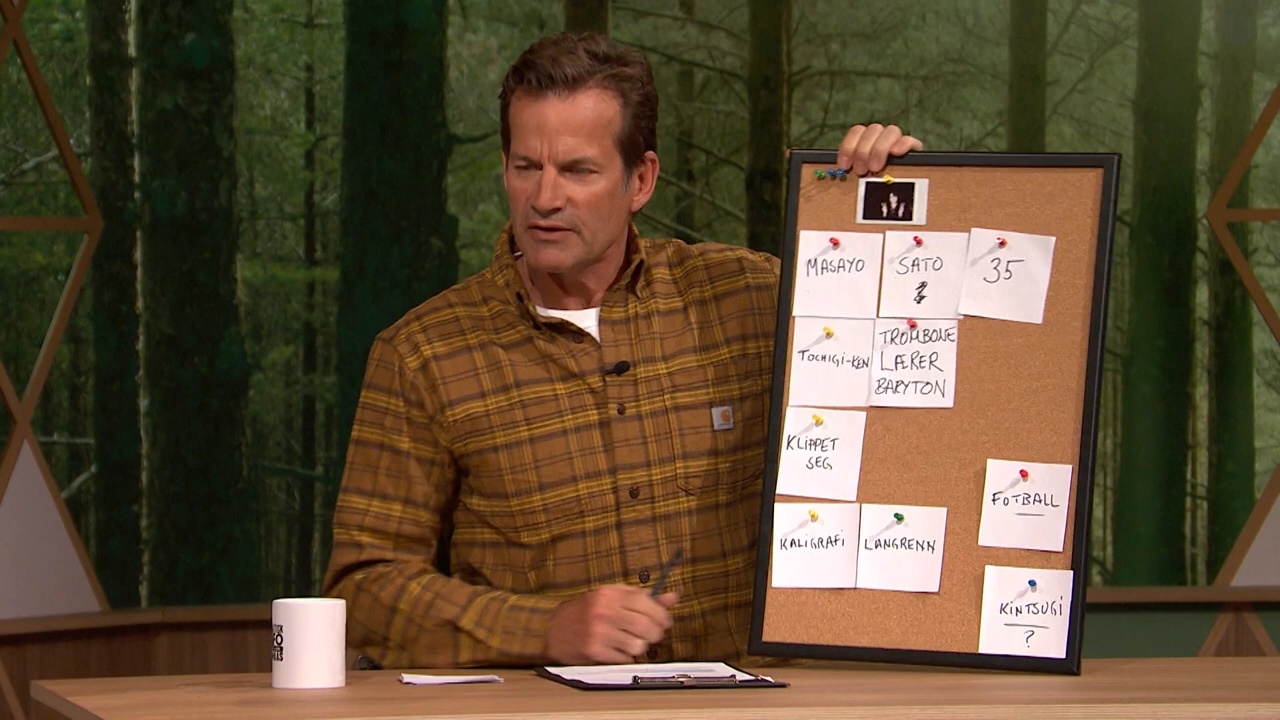 MASAYO
SATO
35
TOCHIGI-KEN
TROMBONE
LÆRER
BARYTON
KLIPPET
SEG
FOTBALL
KALIGRAFI
LANGRENN
KINTSUGI
?